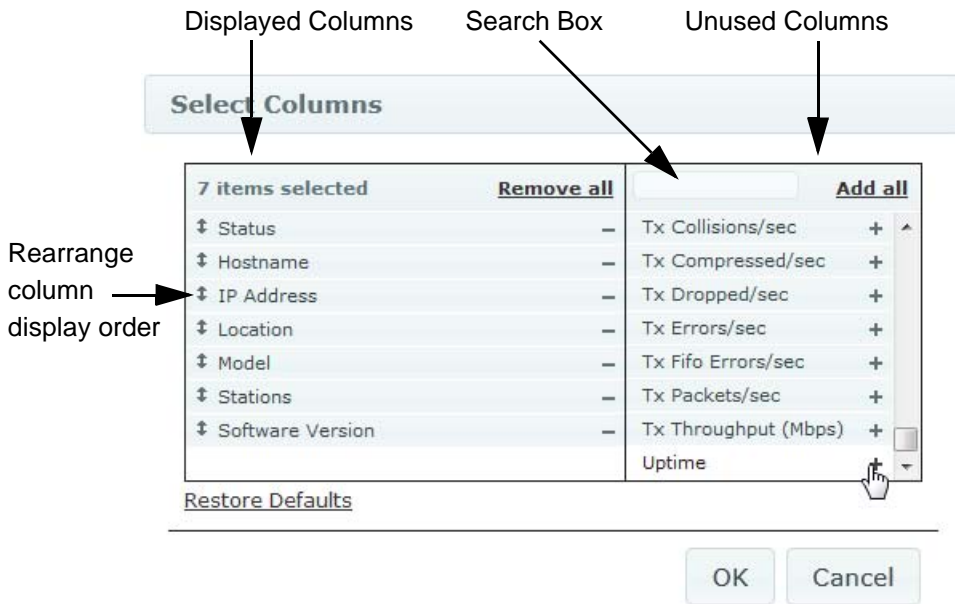 Displayed Columns Search Box Unused Columns
Select Columns
7 items selected Remove all Add all
Status Tx Collisions/sec
Hostname Tx Compressed/sec
Rearrange
column
display order
IP Address Tx Dropped/sec
Location Tx Errors/sec
Model Tx Fifo Errors/sec
Stations Tx Packets/sec
Software Version Tx Throughput (Mbps)
Uptime
Restore Defaults
OK Cancel